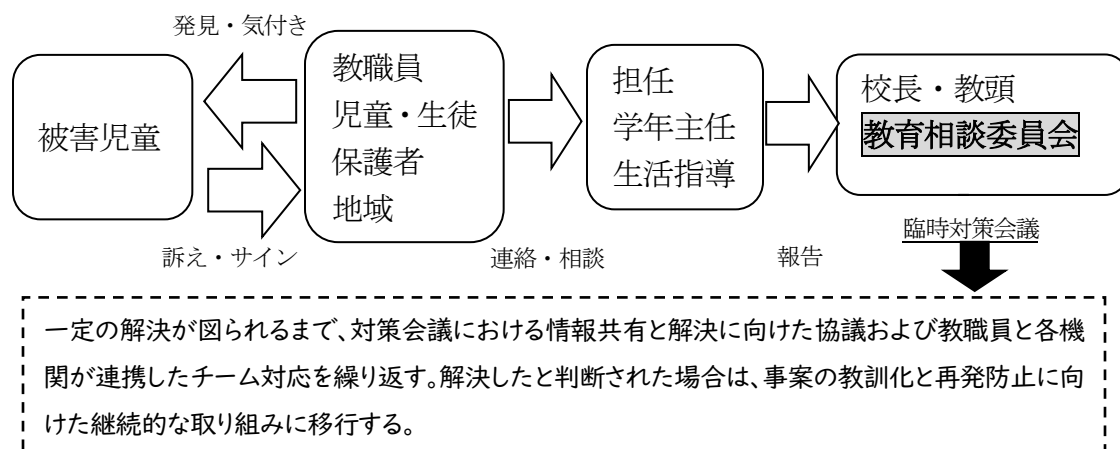 発見・気付き
被害児童
教職員
児童・生徒
保護者
地域
担任
学年主任
生活指導
校長・教頭
教育相談委員会
訴え・サイン
連絡・相談
報告
臨時対策会議
一定の解決が図られるまで、対策会議における情報共有と解決に向けた協議および教職員と各機
関が連携したチーム対応を繰り返す。解決したと判断された場合は、事案の教訓化と再発防止に向
けた継続的な取り組みに移行する。